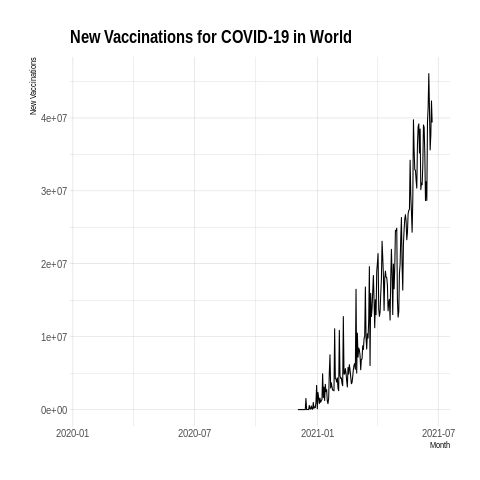 New Vaccinations for COVID-19 in World
New Vaccinations
4e+07
3e+07
2e+07
1e+07
0e+00
2020-01
2020-07
2021-01
2021-07
Month